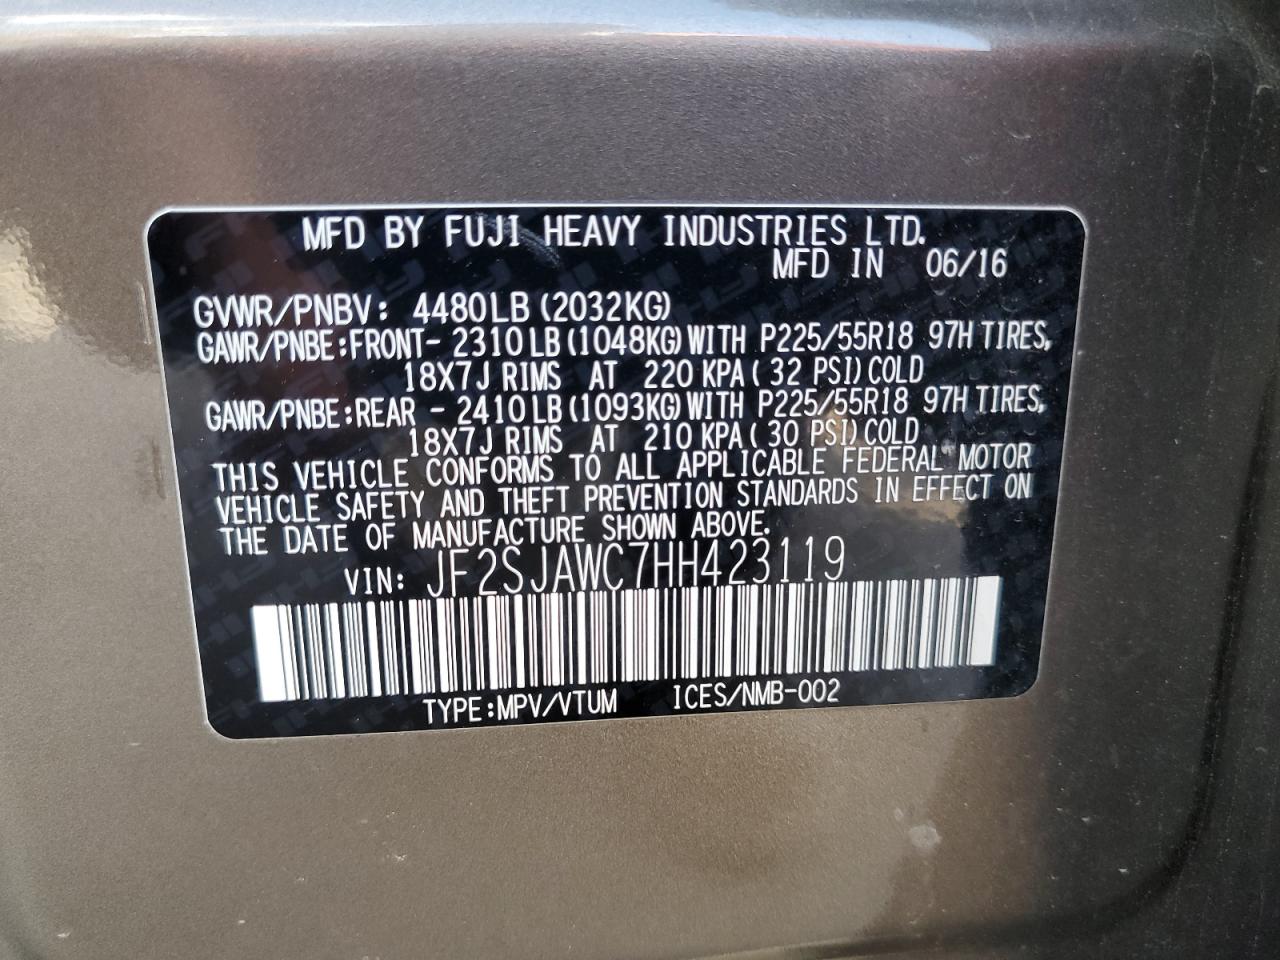 MFD BY FUJI HEAVY INDUSTRIES LTD.
MFD IN 06/16
GVWR/PNBV: 4480LB (2032KG)
GAWR/PNBE:FRONT- 2310LB (1048KG) WITH P225/55R18 97H TIRES,
18X7J RIMS AT 220 KPA ( 32 PSI) COLD
GAWR/PNBE:REAR - 2410LB (1093KG) WITH P225/55R18 97H TIRES,
18X7J RIMS AT 210 KPA ( 30 PSI) COLD
THIS VEHICLE CONFORMS TO ALL APPLICABLE FEDERAL MOTOR
VEHICLE SAFETY AND THEFT PREVENTION STANDARDS IN EFFECT ON
THE DATE OF MANUFACTURE SHOWN ABOVE.
VIN: JF2SJAWC7HH423119
TYPE:MPV/VTUM ICES/NMB-002